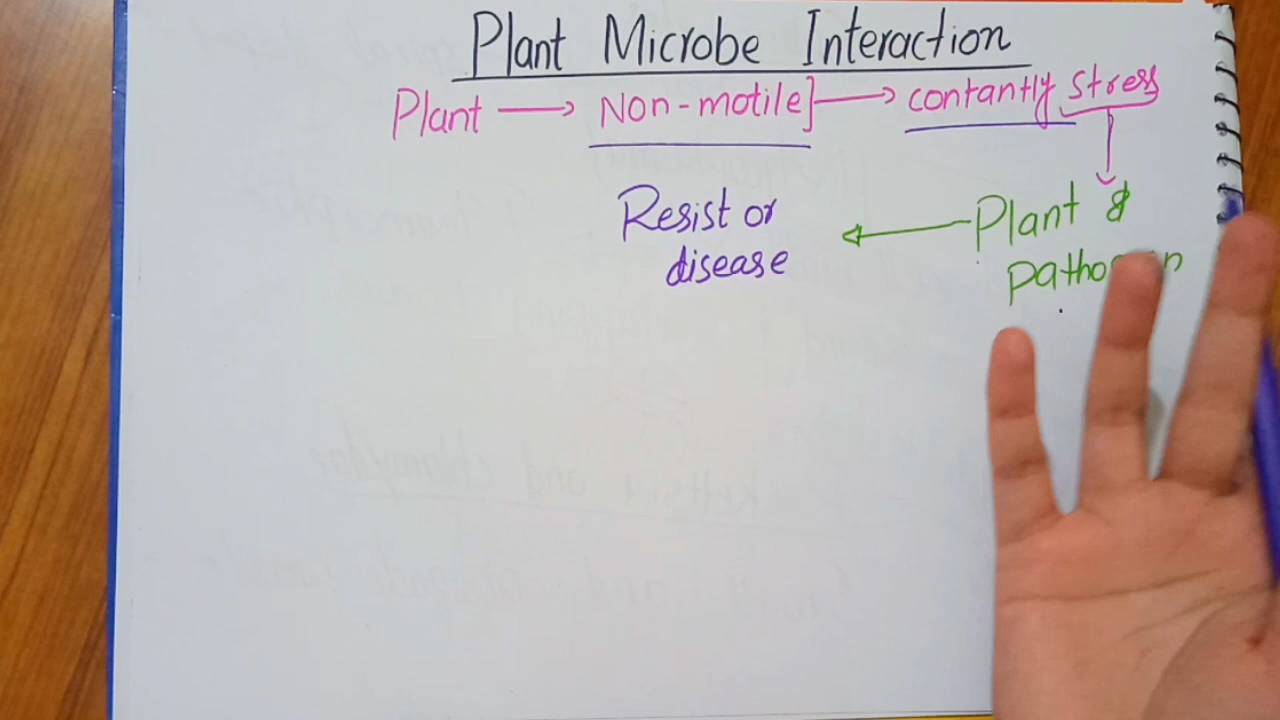 Plant Microbe Interaction
Plant → Non-motile] → contantly stress
Resist or
disease
Plant &